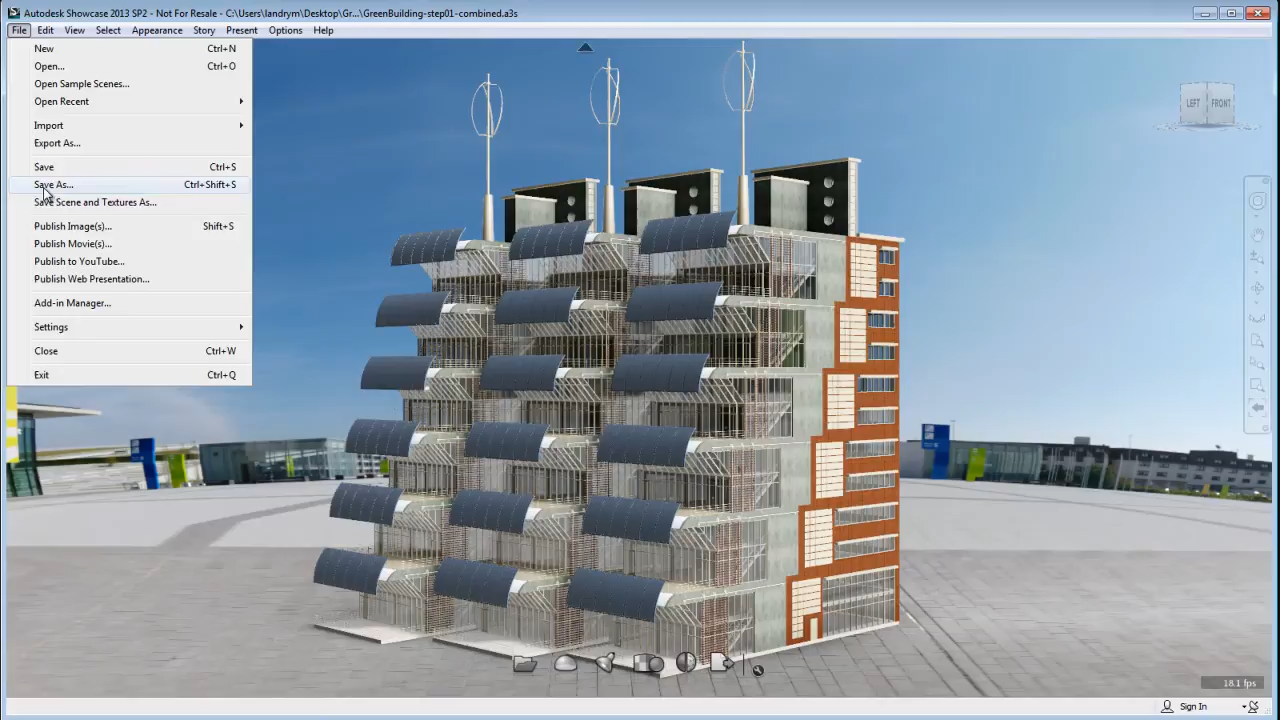 Autodesk Showcase 2013 SP2 - Not For Resale - C:\Users\landrym\Desktop\Gr...\GreenBuilding-step01-combined.a3s
File Edit View Select Appearance Story Present Options Help
New Ctrl+N
Open... Ctrl+O
Open Sample Scenes...
Open Recent
Import
Export As...
Save Ctrl+S
Save As... Ctrl+Shift+S
Save Scene and Textures As...
Publish Image(s)... Shift+S
Publish Movie(s)...
Publish to YouTube...
Publish Web Presentation...
Add-in Manager...
Settings
Close Ctrl+W
Exit Ctrl+Q
LEFT FRONT
18.1 fps
Sign In